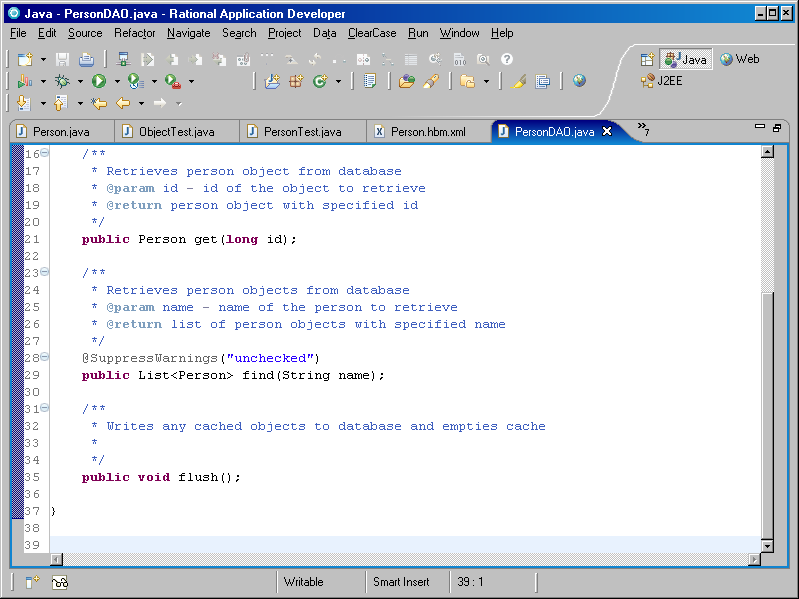 Java - PersonDAO.java - Rational Application Developer
File Edit Source Refactor Navigate Search Project Data ClearCase Run Window Help
Java Web
J2EE
Person.java ObjectTest.java PersonTest.java Person.hbm.xml PersonDAO.java »7
16 /**
17 * Retrieves person object from database
18 * @param id - id of the object to retrieve
19 * @return person object with specified id
20 */
21 public Person get(long id);
22
23 /**
24 * Retrieves person objects from database
25 * @param name - name of the person to retrieve
26 * @return list of person objects with specified name
27 */
28 @SuppressWarnings("unchecked")
29 public List<Person> find(String name);
30
31 /**
32 * Writes any cached objects to database and empties cache
33 *
34 */
35 public void flush();
36
37 }
38
39
Writable Smart Insert 39 : 1